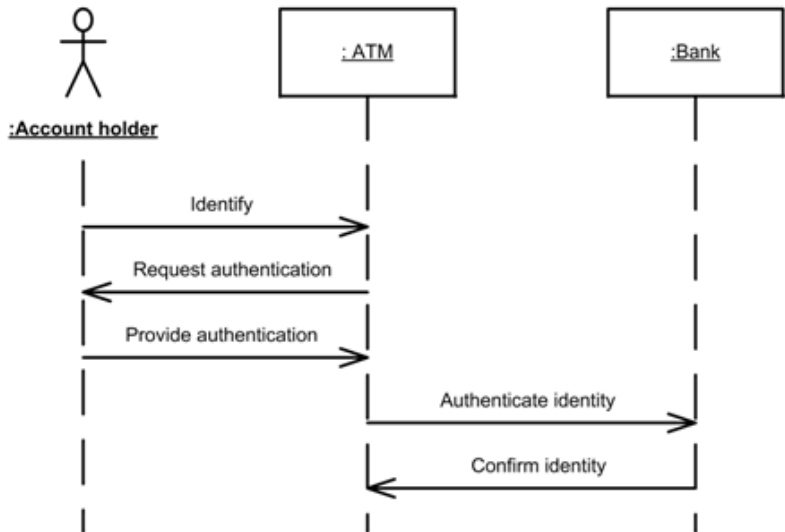 : ATM
:Bank
:Account holder
Identify
Request authentication
Provide authentication
Authenticate identity
Confirm identity